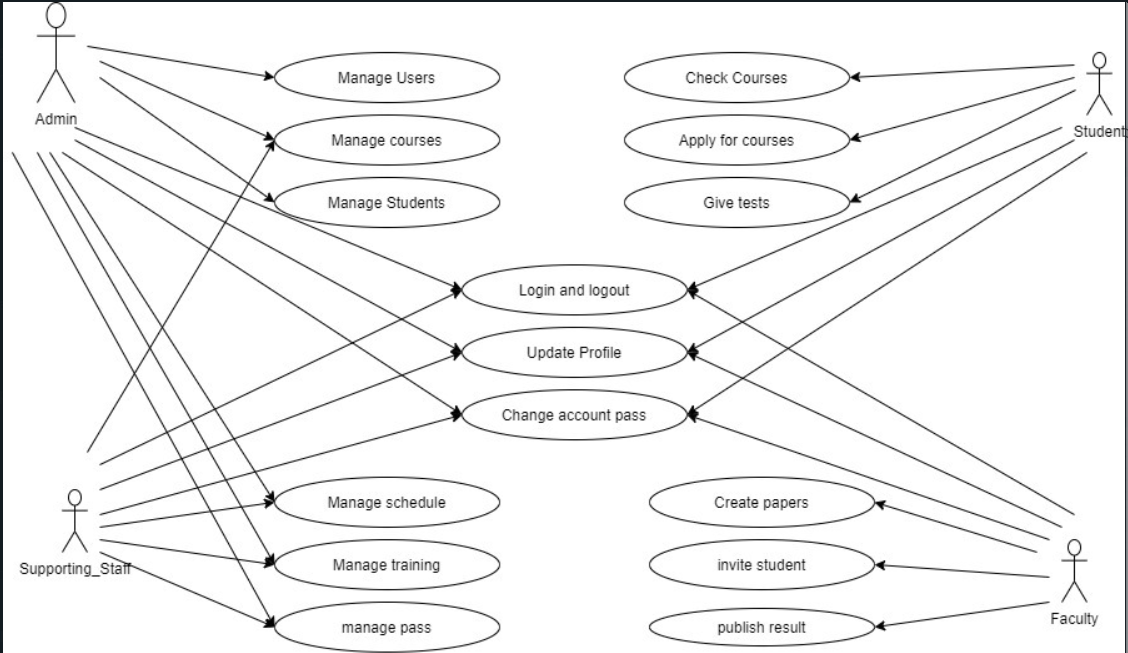 Admin
Manage Users
Check Courses
Student
Manage courses
Apply for courses
Manage Students
Give tests
Login and logout
Update Profile
Change account pass
Supporting_Staff
Manage schedule
Create papers
Manage training
invite student
Faculty
manage pass
publish result